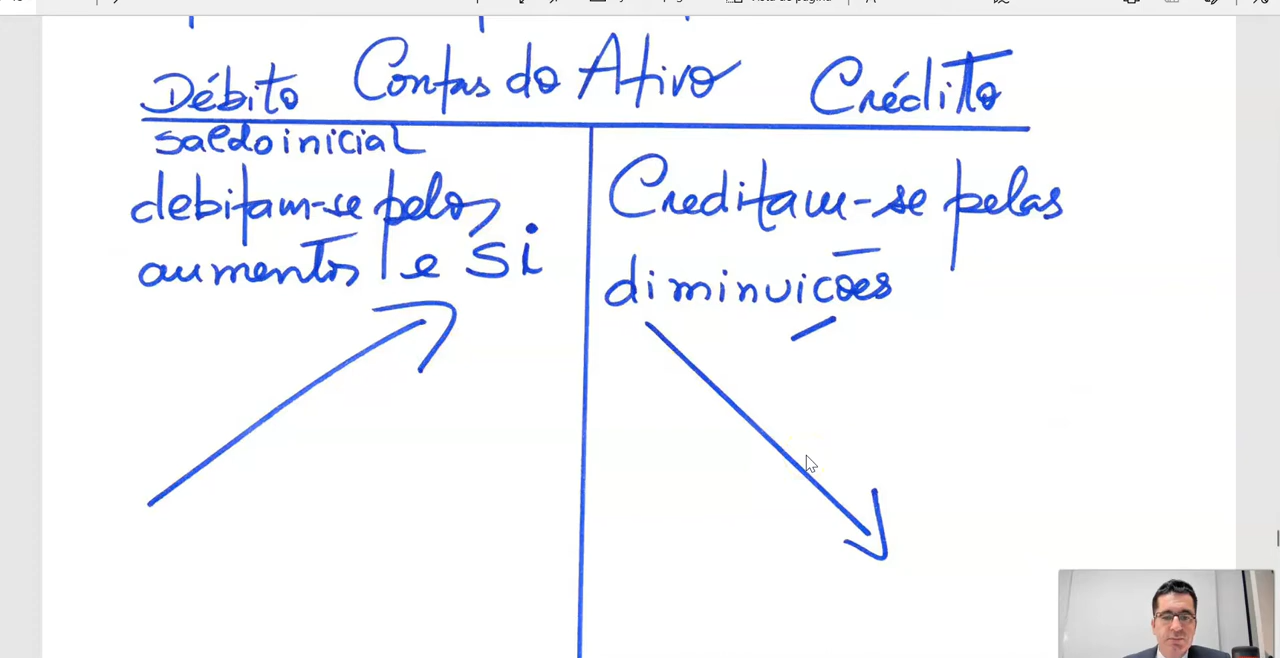 Débito Contas do Ativo Crédito
saldo inicial
debitam-se pelos
aumentos e si
Creditam-se pelas
diminuições